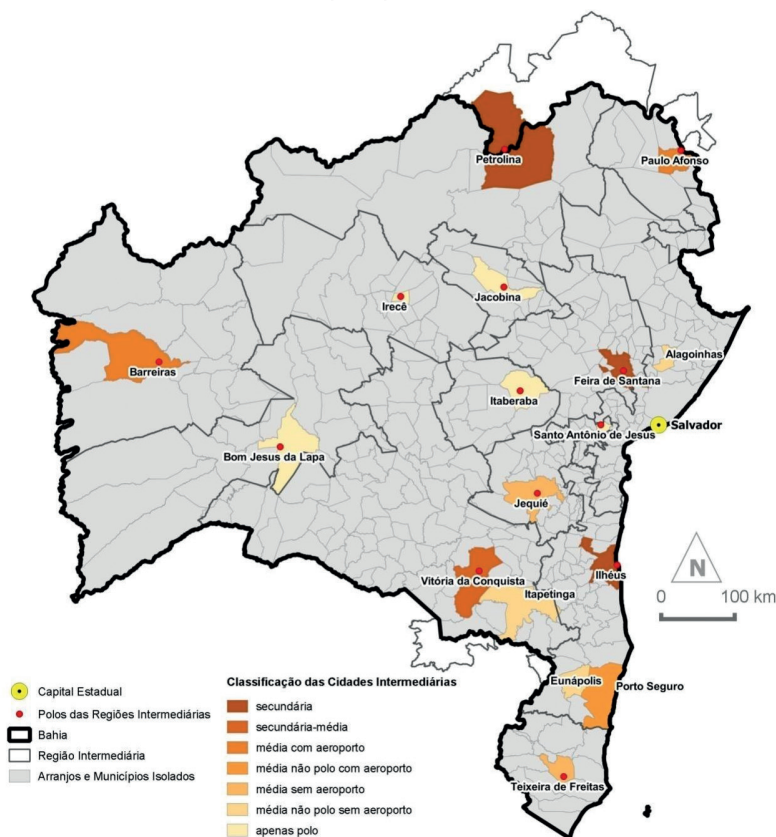 Petrolina
Paulo Afonso
Irecê
Jacobina
Alagoinhas
Barreiras
Feira de Santana
Itaberaba
Salvador
Santo Antônio de Jesus
Bom Jesus da Lapa
Jequié
N
Ilhéus
Vitória da Conquista
Itapetinga
0 100 km
Eunápolis
Porto Seguro
Teixeira de Freitas
Capital Estadual
Polos das Regiões Intermediárias
Bahia
Região Intermediária
Arranjos e Municípios Isolados
Classificação das Cidades Intermediárias
secundária
secundária-média
média com aeroporto
média não polo com aeroporto
média sem aeroporto
média não polo sem aeroporto
apenas polo